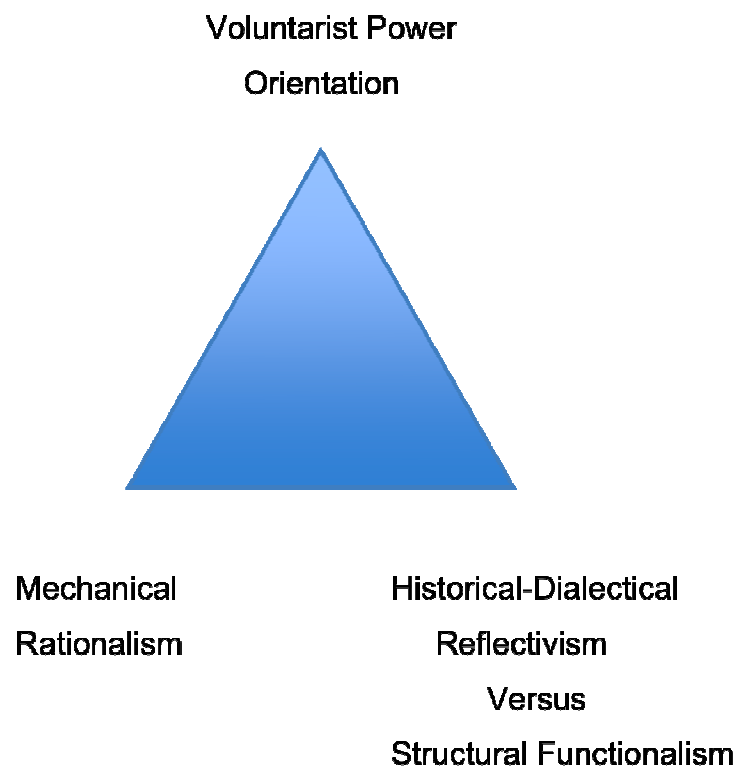 Voluntarist Power
Orientation
Mechanical
Rationalism
Historical-Dialectical
Reflectivism
Versus
Structural Functionalism